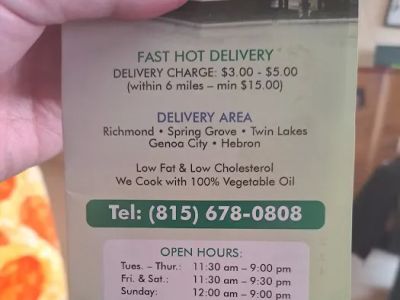 FAST HOT DELIVERY
DELIVERY CHARGE: $3.00 - $5.00
(within 6 miles – min $15.00)
DELIVERY AREA
Richmond • Spring Grove • Twin Lakes
Genoa City • Hebron
Low Fat & Low Cholesterol
We Cook with 100% Vegetable Oil
Tel: (815) 678-0808
OPEN HOURS:
Tues. – Thur.: 11:30 am – 9:00 pm
Fri. & Sat.: 11:30 am – 9:30 pm
Sunday: 12:00 am – 9:00 pm